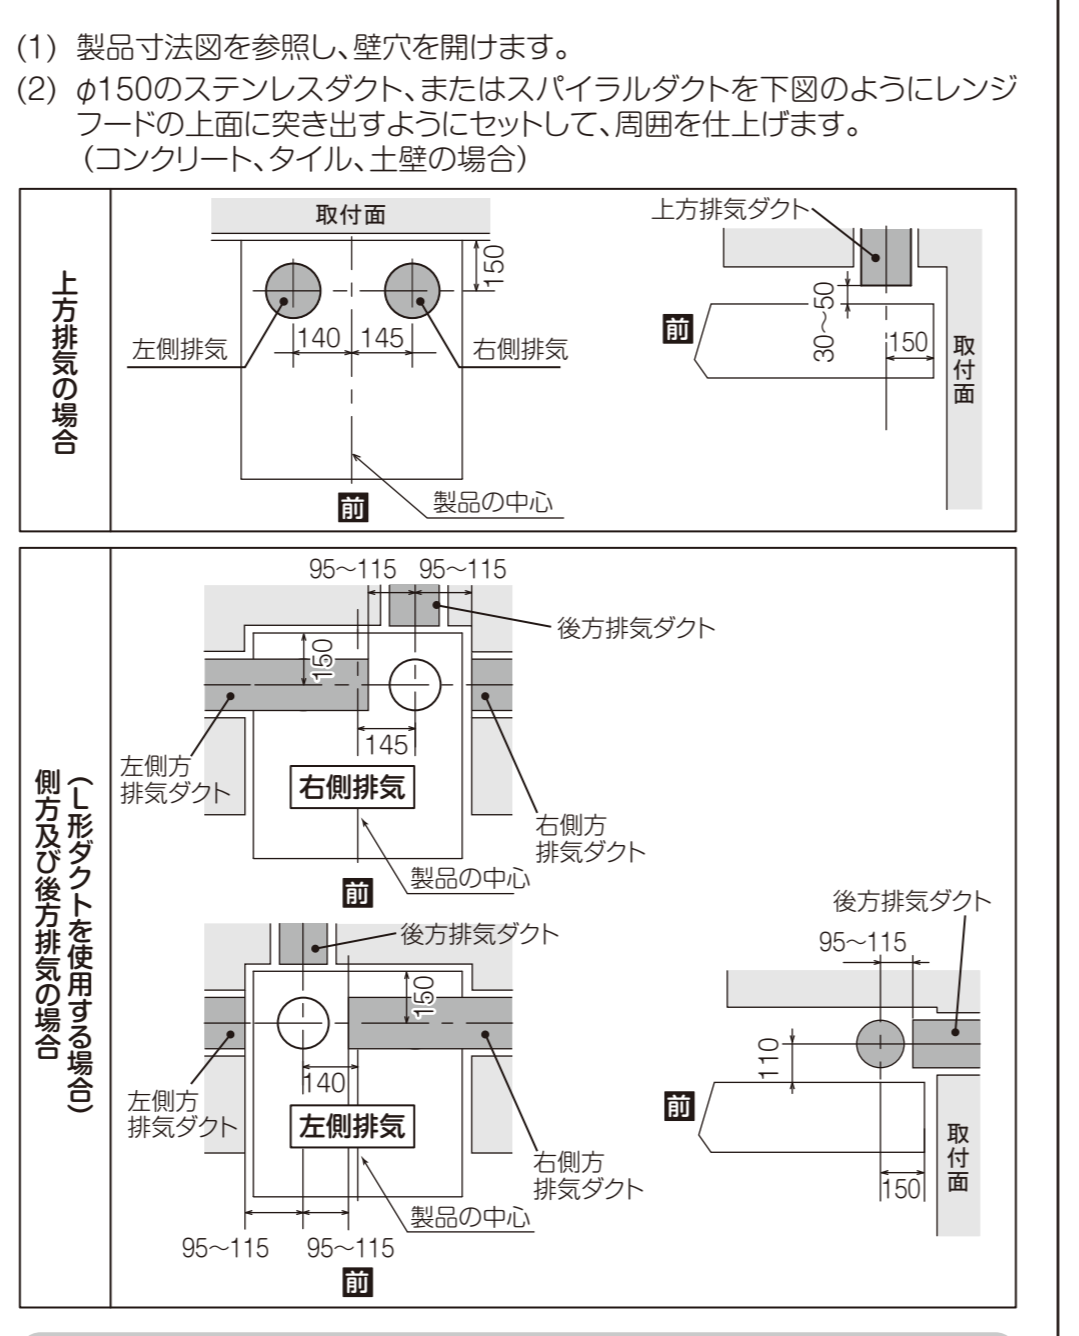 (1) 製品寸法図を参照し、壁穴を開けます。
(2) φ150のステンレスダクト、またはスパイラルダクトを下図のようにレンジ
フードの上面に突き出すようにセットして、周囲を仕上げます。
(コンクリート、タイル、土壁の場合)
上方排気の場合
取付面
150
140
145
左側排気
右側排気
製品の中心
前
上方排気ダクト
30〜50
前
150
取付面
側方及び後方排気の場合
(L形ダクトを使用する場合)
95〜115
95〜115
後方排気ダクト
150
145
左側方
排気ダクト
右側排気
右側方
排気ダクト
製品の中心
前
後方排気ダクト
150
140
左側方
排気ダクト
左側排気
右側方
排気ダクト
製品の中心
95〜115
95〜115
前
後方排気ダクト
95〜115
110
前
150
取付面